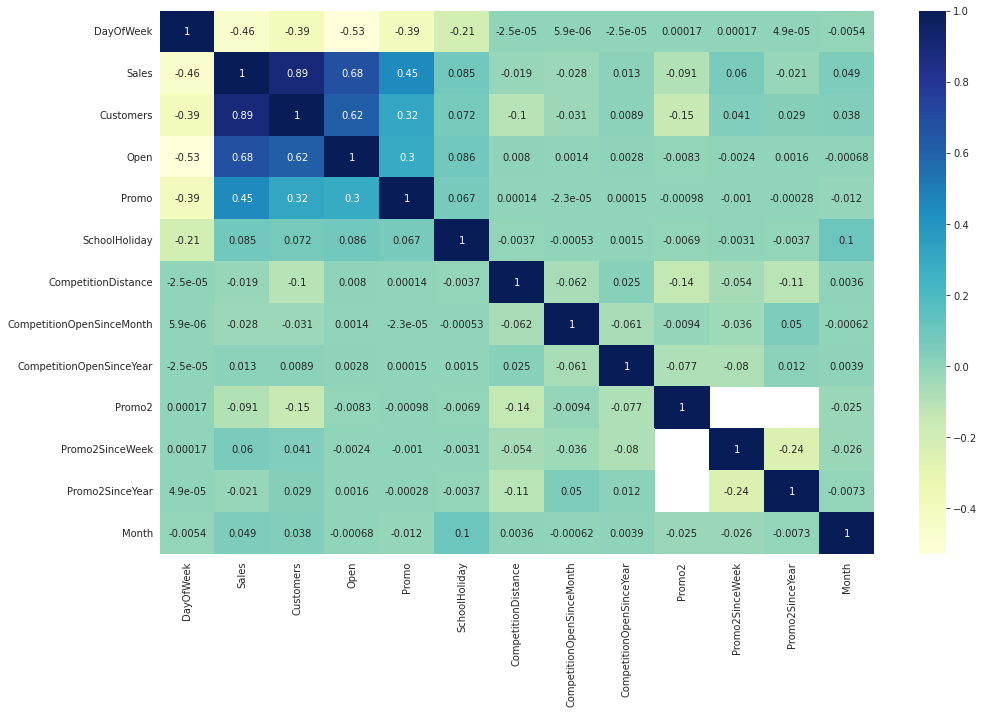 DayOfWeek 1 -0.46 -0.39 -0.53 -0.39 -0.21 -2.5e-05 5.9e-06 -2.5e-05 0.00017 0.00017 4.9e-05 -0.0054
Sales -0.46 1 0.89 0.68 0.45 0.085 -0.019 -0.028 0.013 -0.091 0.06 -0.021 0.049
Customers -0.39 0.89 1 0.62 0.32 0.072 -0.1 -0.031 0.0089 -0.15 0.041 0.029 0.038
Open -0.53 0.68 0.62 1 0.3 0.086 0.008 0.0014 0.0028 -0.0083 -0.0024 0.0016 -0.00068
Promo -0.39 0.45 0.32 0.3 1 0.067 0.00014 -2.3e-05 0.00015 -0.00098 -0.001 -0.00028 -0.012
SchoolHoliday -0.21 0.085 0.072 0.086 0.067 1 -0.0037 -0.00053 0.0015 -0.0069 -0.0031 -0.0037 0.1
CompetitionDistance -2.5e-05 -0.019 -0.1 0.008 0.00014 -0.0037 1 -0.062 0.025 -0.14 -0.054 -0.11 0.0036
CompetitionOpenSinceMonth 5.9e-06 -0.028 -0.031 0.0014 -2.3e-05 -0.00053 -0.062 1 -0.061 -0.0094 -0.036 0.05 -0.00062
CompetitionOpenSinceYear -2.5e-05 0.013 0.0089 0.0028 0.00015 0.0015 0.025 -0.061 1 -0.077 -0.08 0.012 0.0039
Promo2 0.00017 -0.091 -0.15 -0.0083 -0.00098 -0.0069 -0.14 -0.0094 -0.077 1 -0.025
Promo2SinceWeek 0.00017 0.06 0.041 -0.0024 -0.001 -0.0031 -0.054 -0.036 -0.08 1 -0.24 -0.026
Promo2SinceYear 4.9e-05 -0.021 0.029 0.0016 -0.00028 -0.0037 -0.11 0.05 0.012 -0.24 1 -0.0073
Month -0.0054 0.049 0.038 -0.00068 -0.012 0.1 0.0036 -0.00062 0.0039 -0.025 -0.026 -0.0073 1
DayOfWeek
Sales
Customers
Open
Promo
SchoolHoliday
CompetitionDistance
CompetitionOpenSinceMonth
CompetitionOpenSinceYear
Promo2
Promo2SinceWeek
Promo2SinceYear
Month
1.0
0.8
0.6
0.4
0.2
0.0
−0.2
−0.4